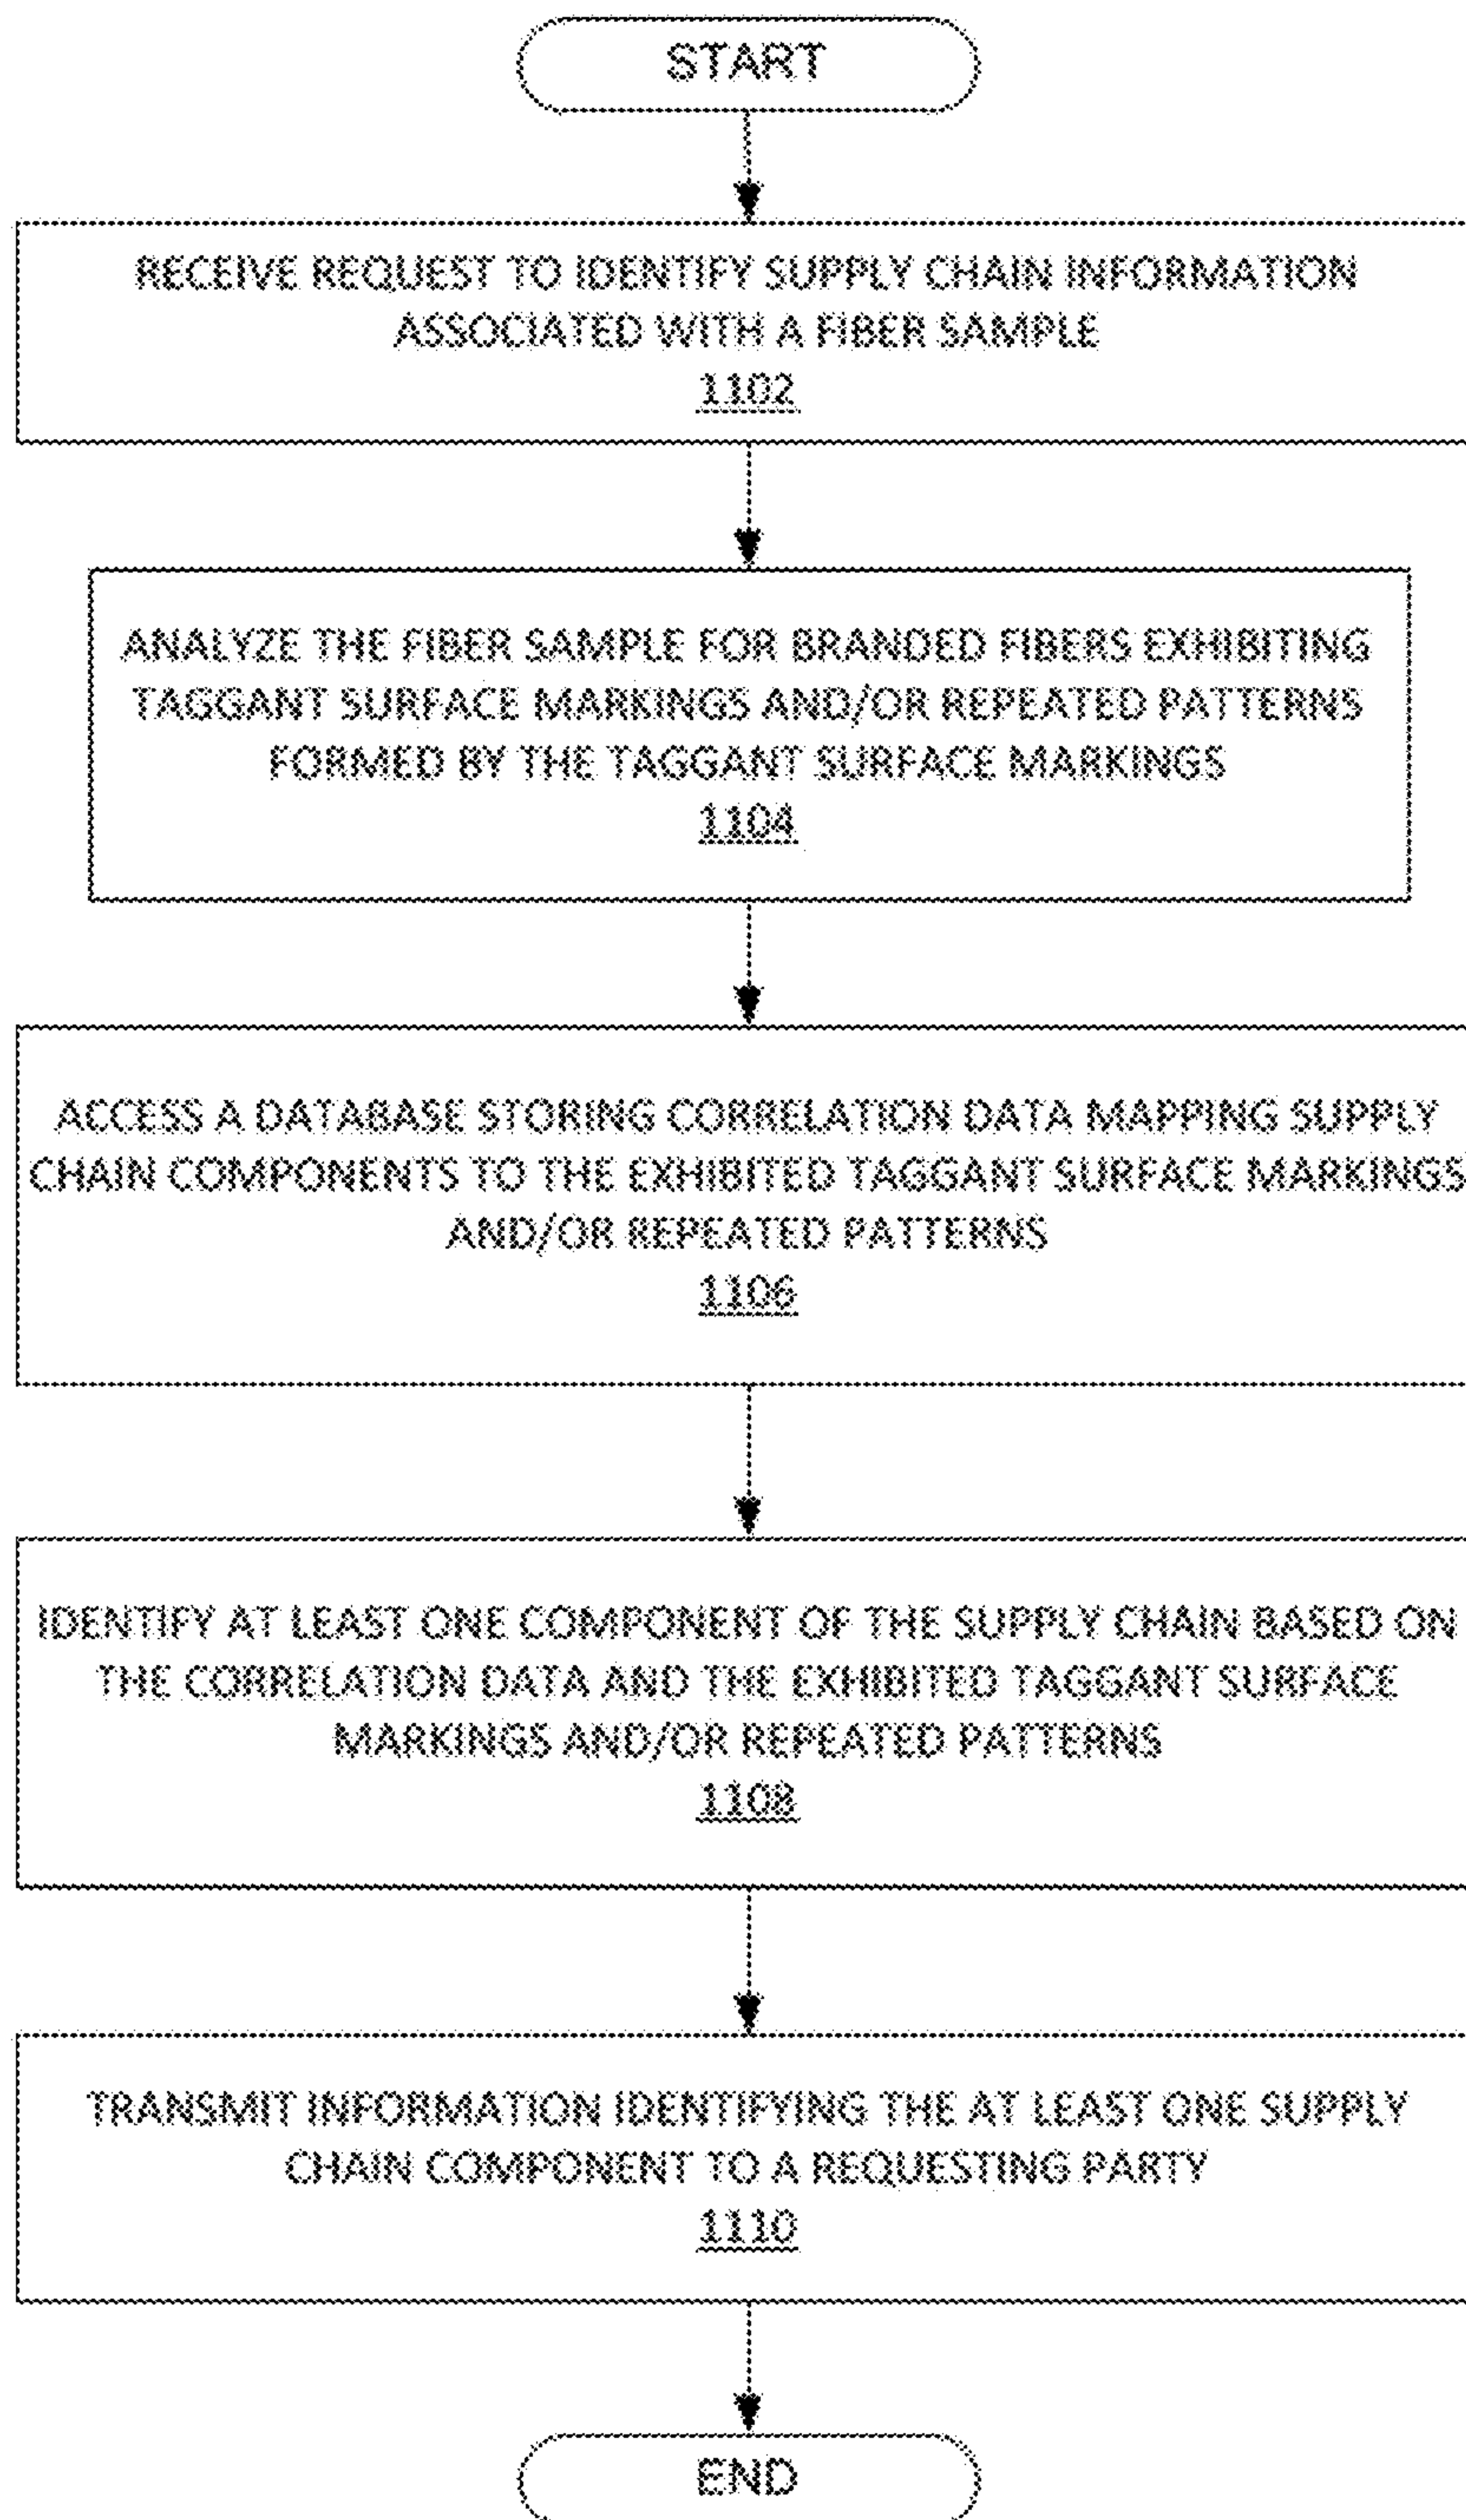 START
RECEIVE REQUEST TO IDENTIFY SUPPLY CHAIN INFORMATION
ASSOCIATED WITH A FIBER SAMPLE
1102
ANALYZE THE FIBER SAMPLE FOR BRANDED FIBERS EXHIBITING
TAGGANT SURFACE MARKINGS AND/OR REPEATED PATTERNS
FORMED BY THE TAGGANT SURFACE MARKINGS
1104
ACCESS A DATABASE STORING CORRELATION DATA MAPPING SUPPLY
CHAIN COMPONENTS TO THE EXHIBITED TAGGANT SURFACE MARKINGS
AND/OR REPEATED PATTERNS
1106
IDENTIFY AT LEAST ONE COMPONENT OF THE SUPPLY CHAIN BASED ON
THE CORRELATION DATA AND THE EXHIBITED TAGGANT SURFACE
MARKINGS AND/OR REPEATED PATTERNS
1108
TRANSMIT INFORMATION IDENTIFYING THE AT LEAST ONE SUPPLY
CHAIN COMPONENT TO A REQUESTING PARTY
1110
END